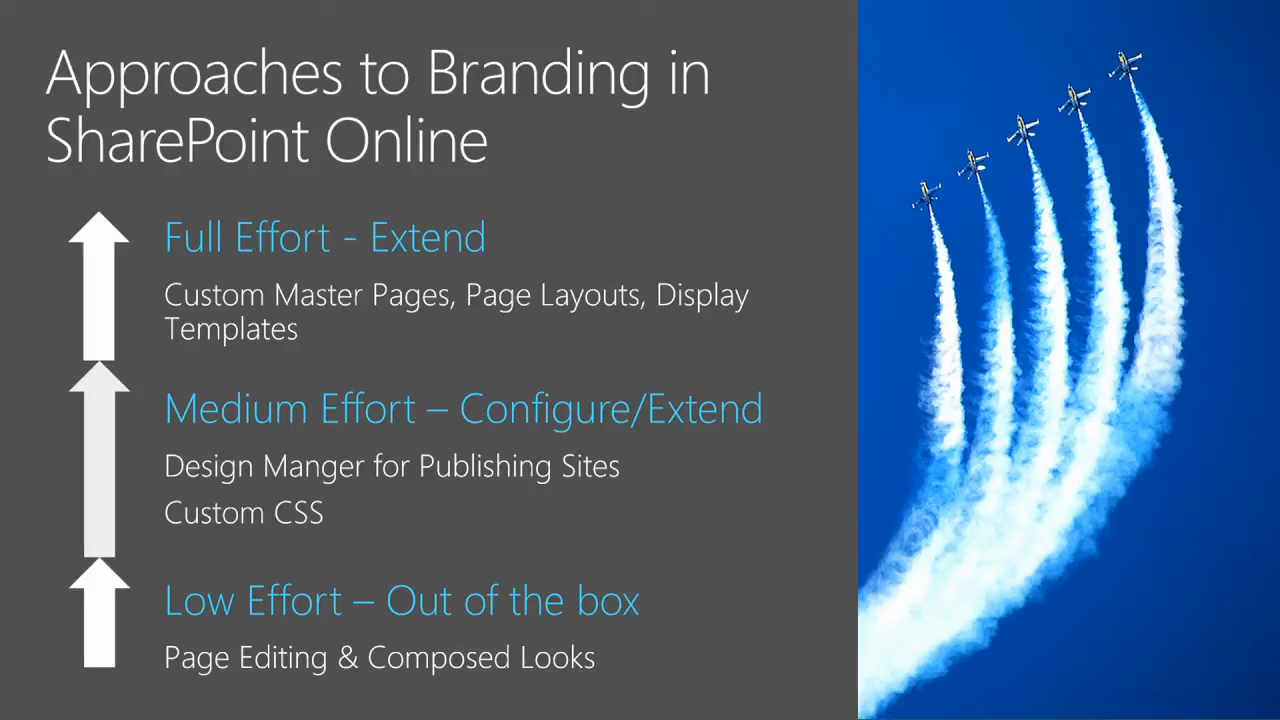 Approaches to Branding in
SharePoint Online
Full Effort - Extend
Custom Master Pages, Page Layouts, Display
Templates
Medium Effort – Configure/Extend
Design Manger for Publishing Sites
Custom CSS
Low Effort – Out of the box
Page Editing & Composed Looks